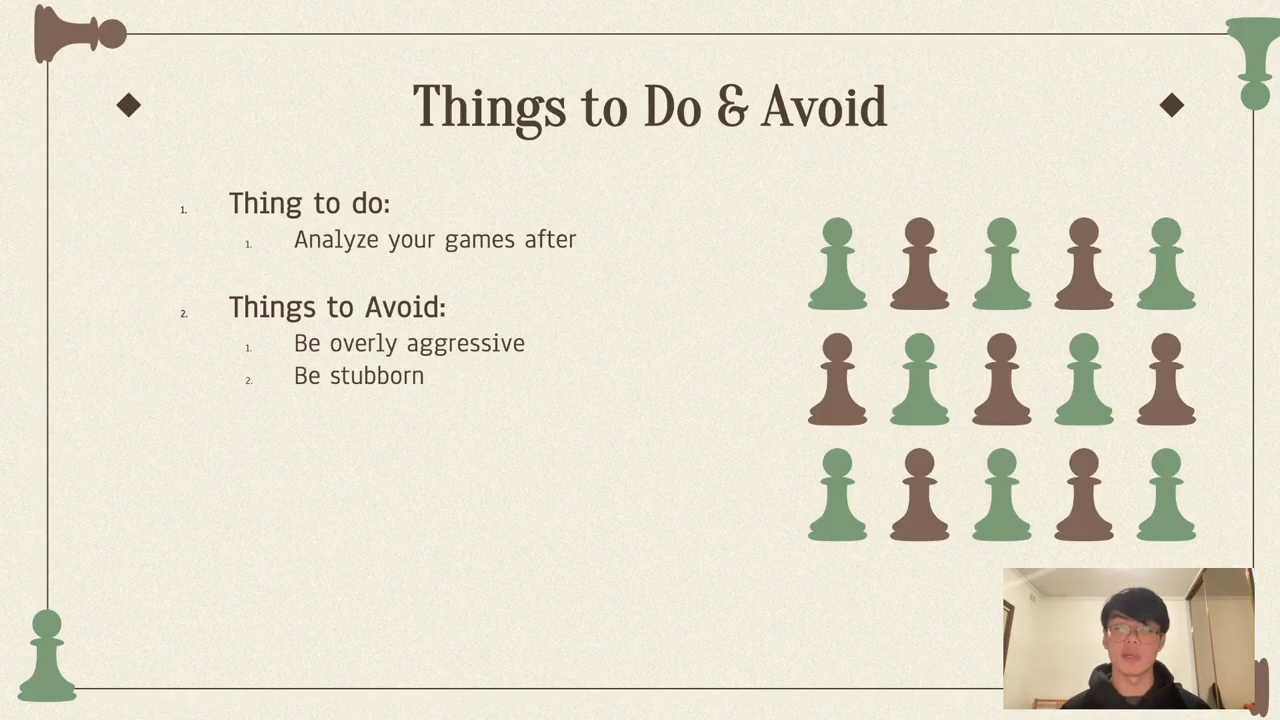 Things to Do & Avoid
1. Thing to do:
1. Analyze your games after
2. Things to Avoid:
1. Be overly aggressive
2. Be stubborn